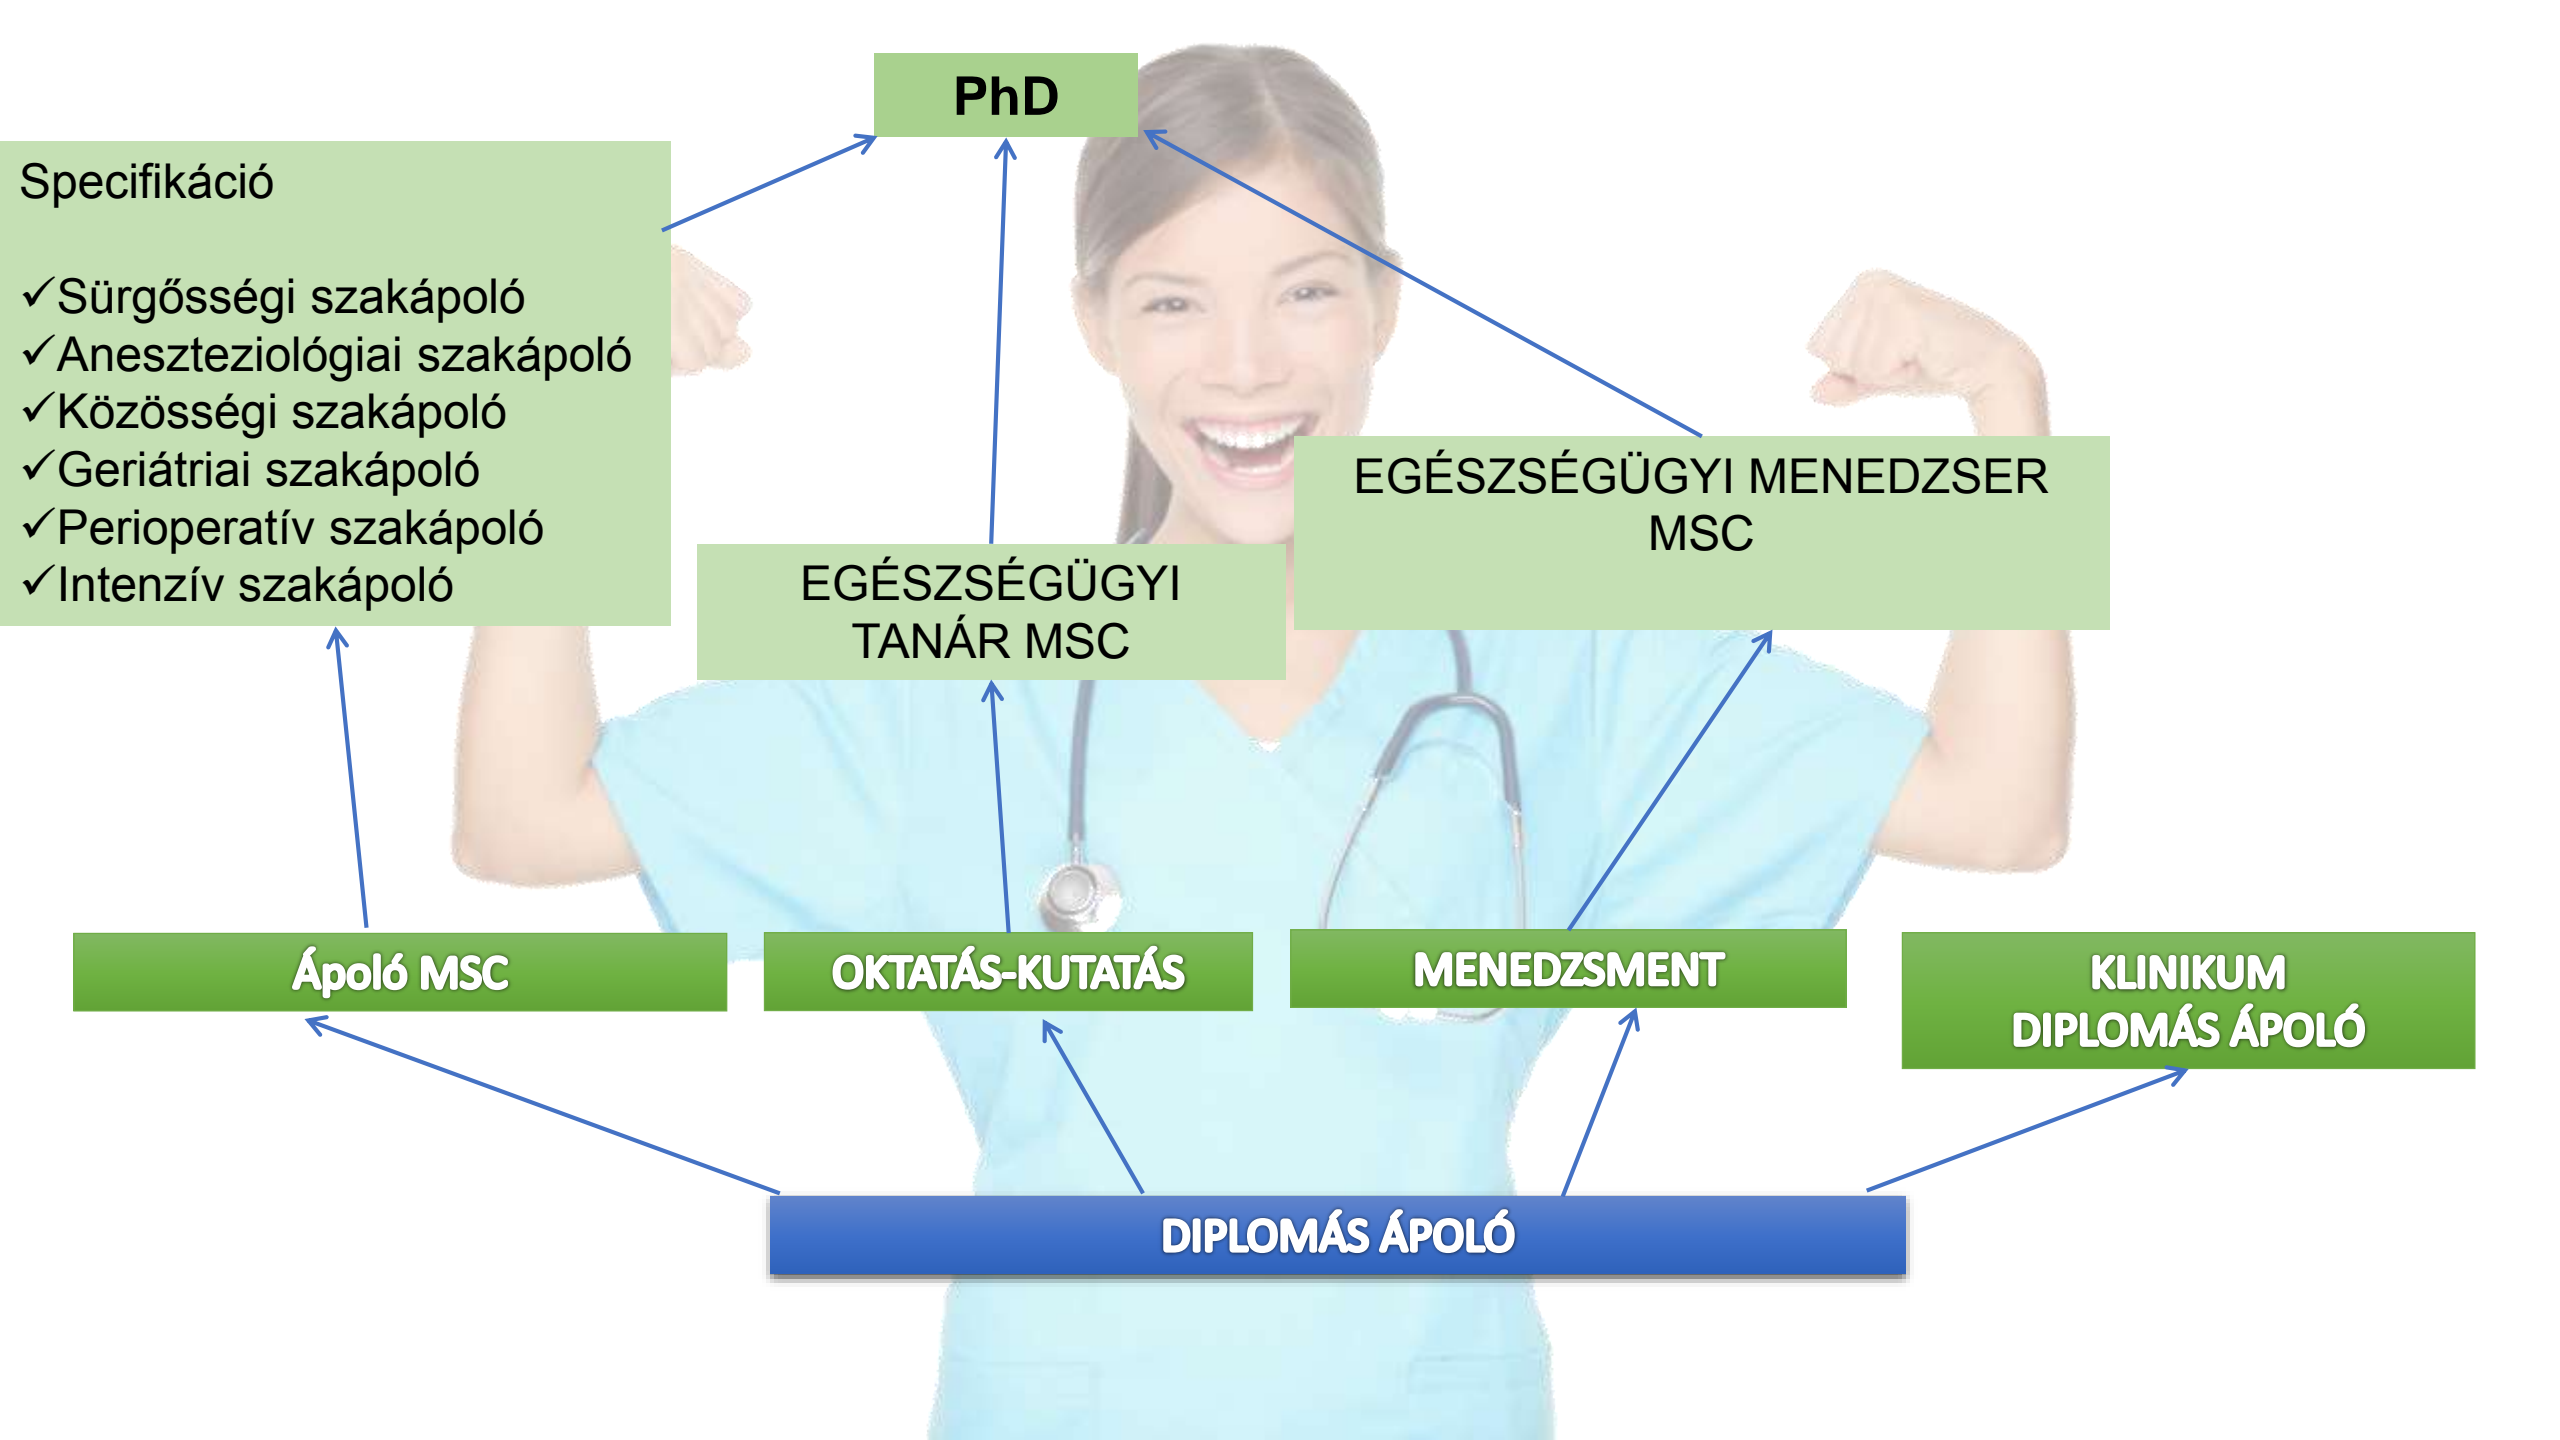 PhD
Specifikáció
✓Sürgősségi szakápoló
✓Aneszteziológiai szakápoló
✓Közösségi szakápoló
✓Geriátriai szakápoló
✓Perioperatív szakápoló
✓Intenzív szakápoló
EGÉSZSÉGÜGYI
TANÁR MSC
EGÉSZSÉGÜGYI MENEDZSER
MSC
Ápoló MSC
OKTATÁS-KUTATÁS
MENEDZSMENT
KLINIKUM
DIPLOMÁS ÁPOLÓ
DIPLOMÁS ÁPOLÓ